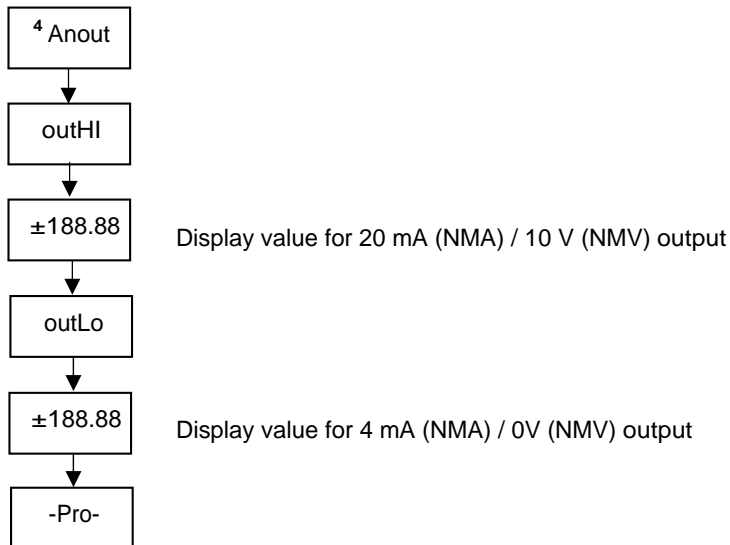 ⁴ Anout
outHI
±188.88
Display value for 20 mA (NMA) / 10 V (NMV) output
outLo
±188.88
Display value for 4 mA (NMA) / 0V (NMV) output
-Pro-